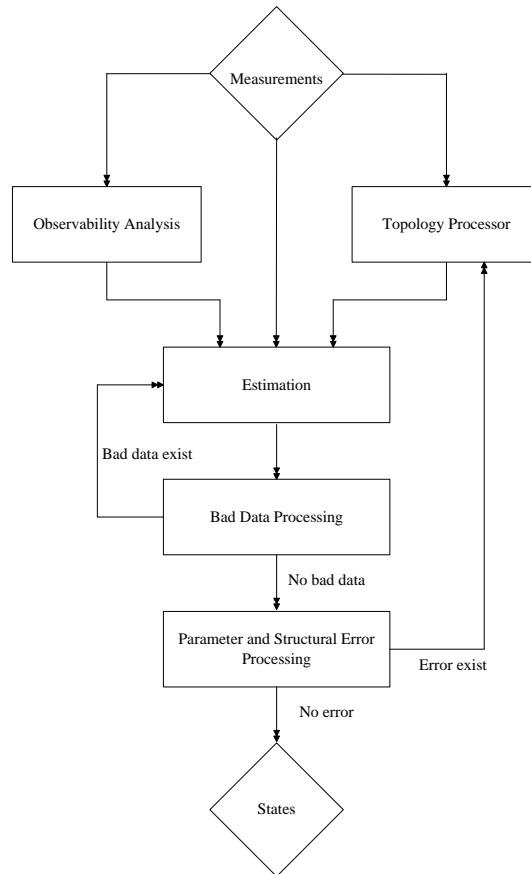 Measurements
Observability Analysis
Topology Processor
Estimation
Bad data exist
Bad Data Processing
No bad data
Parameter and Structural Error
Processing
Error exist
No error
States